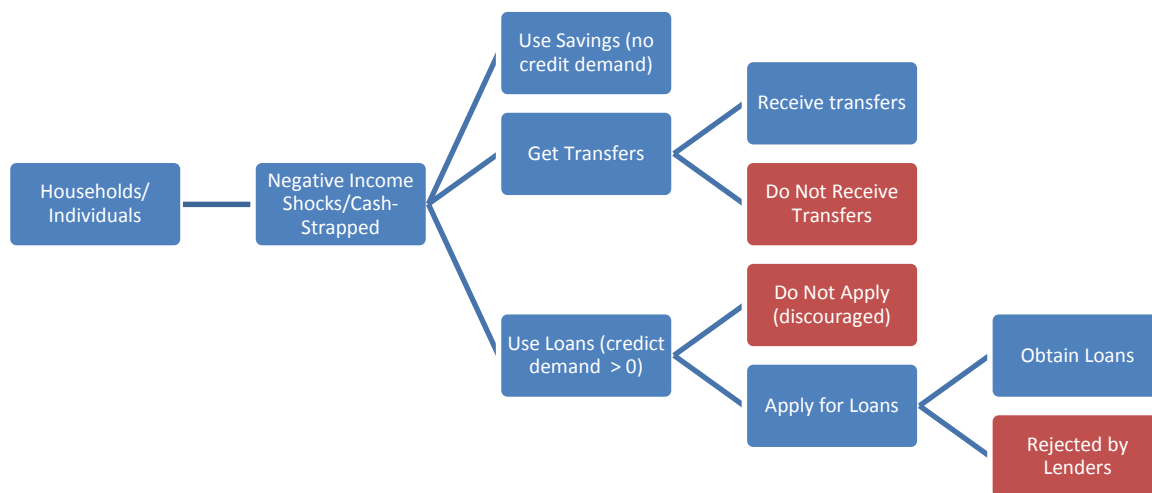 Households/
Individuals
Negative Income
Shocks/Cash-
Strapped
Use Savings (no
credit demand)
Get Transfers
Receive transfers
Do Not Receive
Transfers
Use Loans (credict
demand  > 0)
Do Not Apply
(discouraged)
Apply for Loans
Obtain Loans
Rejected by
Lenders